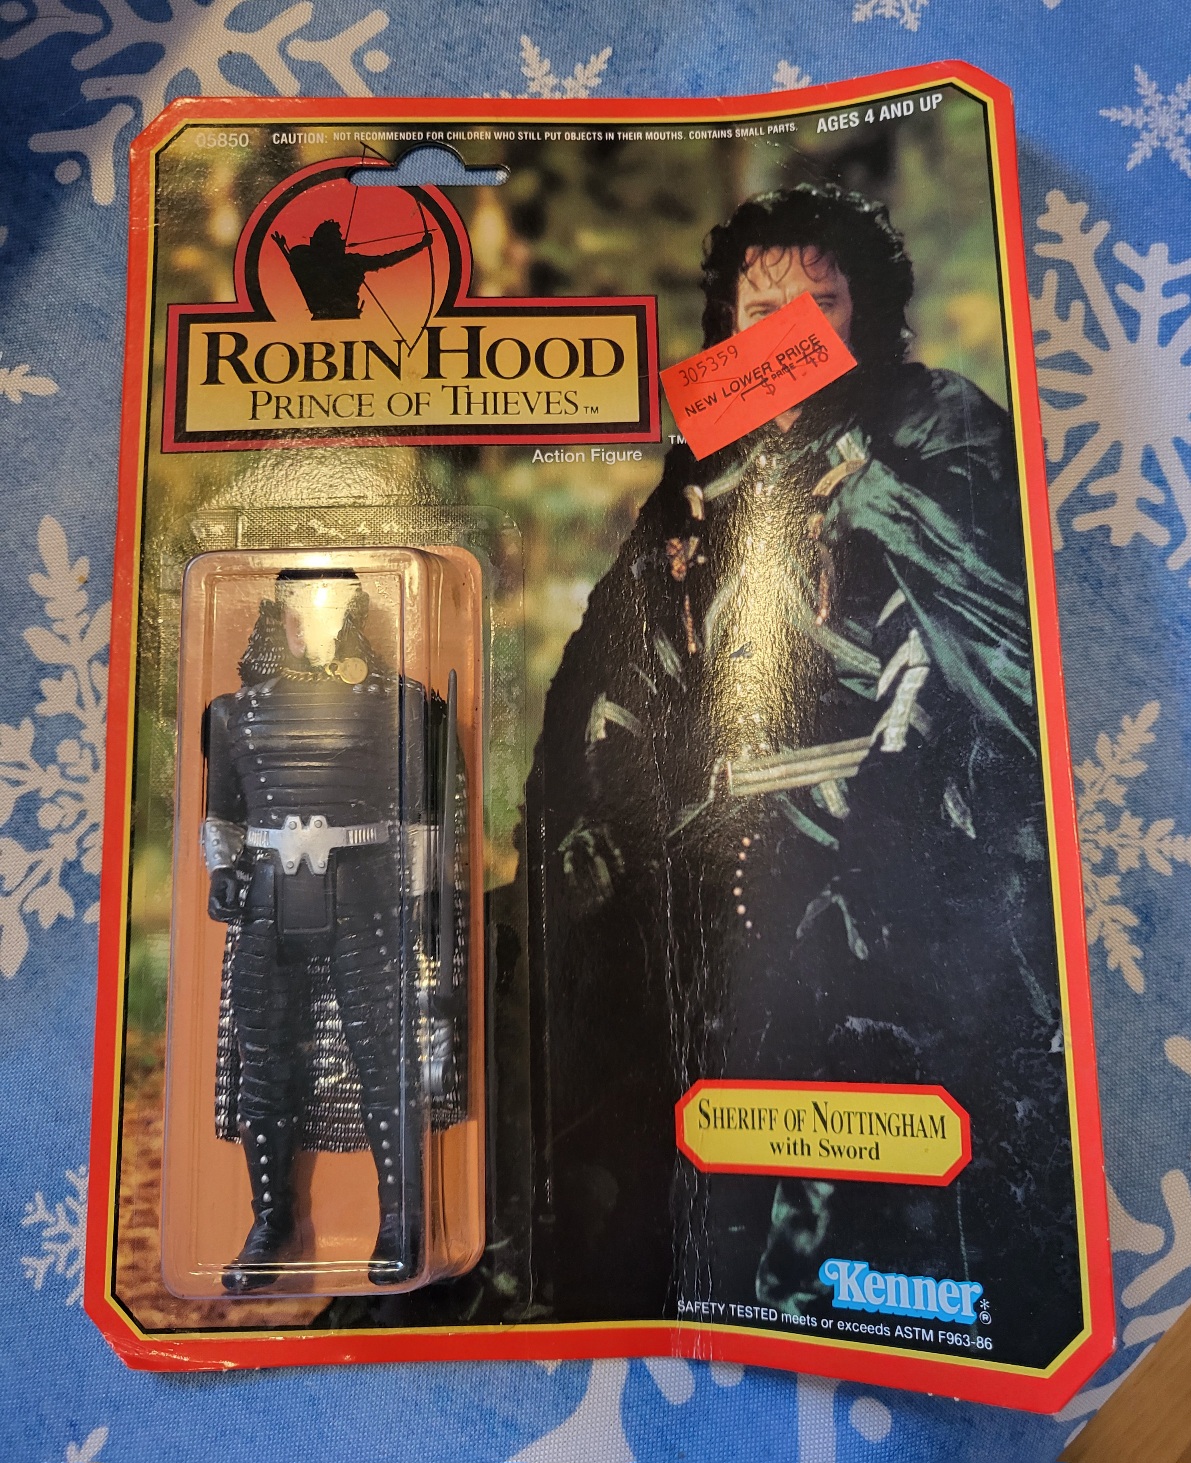 05850
CAUTION: NOT RECOMMENDED FOR CHILDREN WHO STILL PUT OBJECTS IN THEIR MOUTHS. CONTAINS SMALL PARTS.
AGES 4 AND UP
ROBIN HOOD
PRINCE OF THIEVES™
TM
Action Figure
305359
NEW LOWER PRICE
PRICE
SHERIFF OF NOTTINGHAM
with Sword
Kenner®
SAFETY TESTED meets or exceeds ASTM F963-86